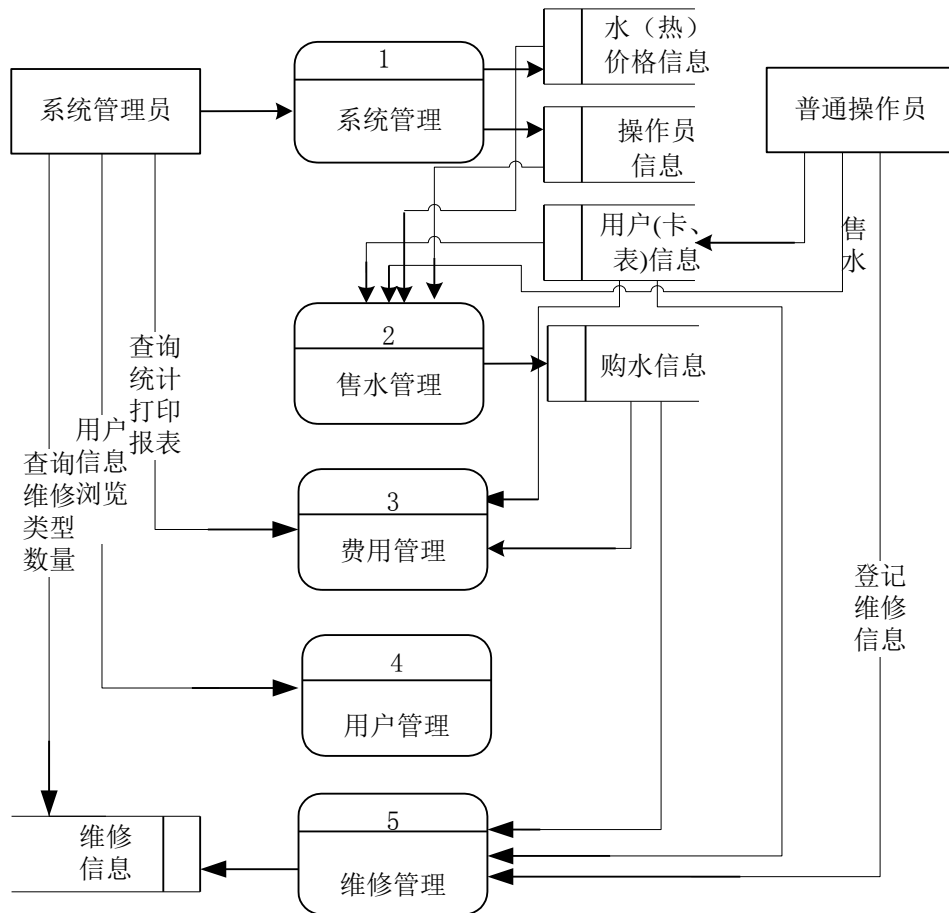 水（热）
价格信息
1
系统管理
系统管理员
操作员
信息
普通操作员
用户(卡、
表)信息
售
水
2
售水管理
购水信息
查询
统计
打印
报表
用户
信息
浏览
查询
维修
类型
数量
3
费用管理
登记
维修
信息
4
用户管理
5
维修管理
维修
信息